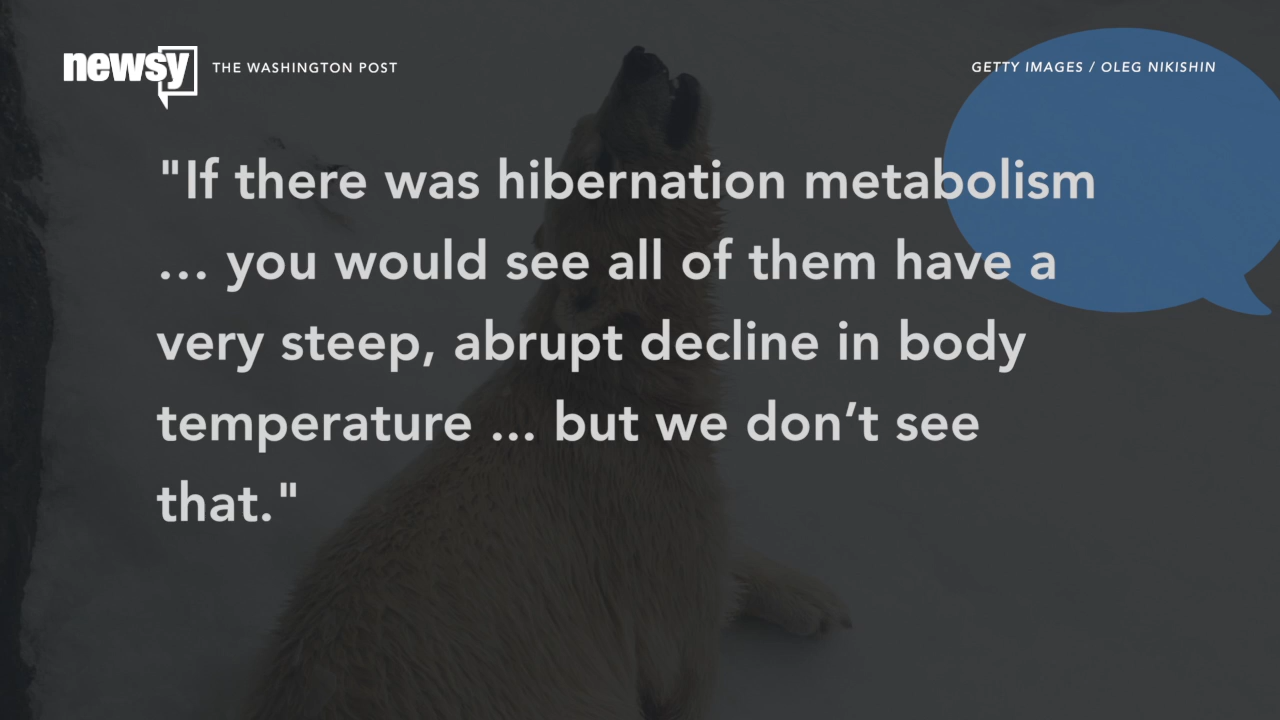 newsy THE WASHINGTON POST
GETTY IMAGES / OLEG NIKISHIN
"If there was hibernation metabolism
... you would see all of them have a
very steep, abrupt decline in body
temperature ... but we don’t see
that."